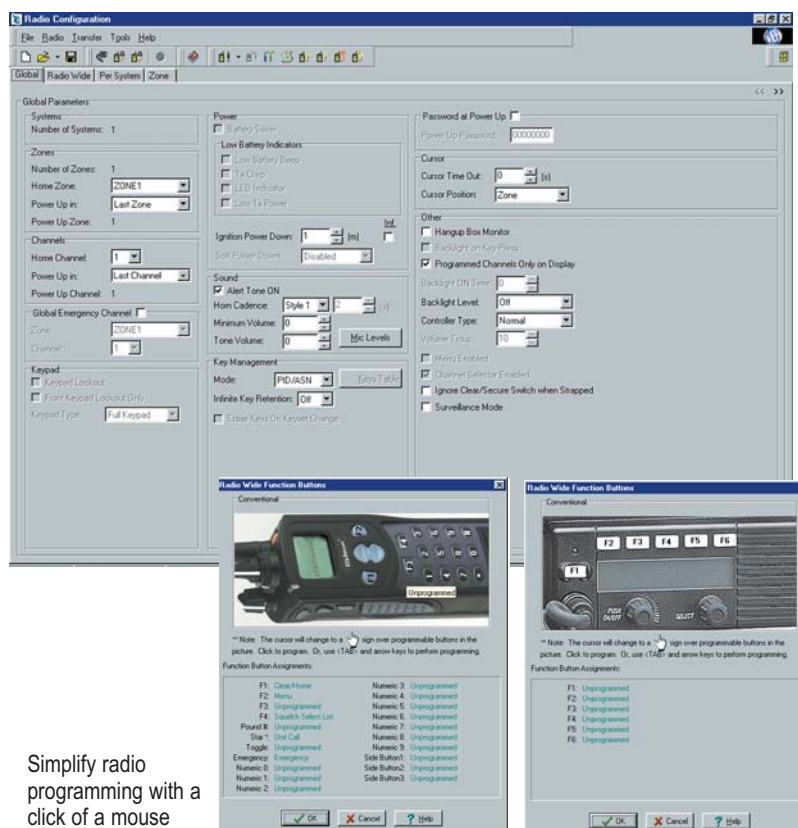 Radio Configuration
File Radio Transfer Tools Help
Global Radio Wide Per System Zone
<< >>
Global Parameters
Systems
Number of Systems: 1
Zones
Number of Zones: 1
Home Zone: ZONE1
Power Up in: Last Zone
Power Up Zone: 1
Channels
Home Channel: 1
Power Up in: Last Channel
Power Up Channel: 1
Global Emergency Channel
Zone: ZONE1
Channel: 1
Keypad
Keypad Lockout
Front Keypad Lockout Only
Keypad Type: Full Keypad
Power
Battery Saver
Low Battery Indicators
Low Battery Beep
Tx Chirp
LED Indicator
Low Tx Power
Inf.
Ignition Power Down: 1 (m)
Soft Power Down: Disabled
Sound
Alert Tone ON
Horn Cadence: Style 1 2 (s)
Minimum Volume: 0
Tone Volume: 0 Mic Levels
Key Management
Mode: PID/ASN Keys Table
Infinite Key Retention: Off
Erase Keys On Keyset Change
Password at Power Up
Power Up Password: 00000000
Cursor
Cursor Time Out: 0 (s)
Cursor Position: Zone
Other
Hangup Box Monitor
Backlight on Key Press
Programmed Channels Only on Display
Backlight ON Time: 0
Backlight Level: Off
Controller Type: Normal
Volume Ticks: 10
Menu Enabled
Channel Selector Enabled
Ignore Clear/Secure Switch when Strapped
Surveillance Mode
Radio Wide Function Buttons
Conventional
Unprogrammed
** Note: The cursor will change to a sign over programmable buttons in the
picture. Click to program. Or, use <TAB> and arrow keys to perform programming.
Function Button Assignments:
F1: Clear/Home
F2: Menu
F3: Unprogrammed
F4: Squelch Select List
Pound #: Unprogrammed
Star *: Unit Call
Toggle: Unprogrammed
Emergency: Emergency
Numeric 0: Unprogrammed
Numeric 1: Unprogrammed
Numeric 2: Unprogrammed
Numeric 3: Unprogrammed
Numeric 4: Unprogrammed
Numeric 5: Unprogrammed
Numeric 6: Unprogrammed
Numeric 7: Unprogrammed
Numeric 8: Unprogrammed
Numeric 9: Unprogrammed
Side Button1: Unprogrammed
Side Button2: Unprogrammed
Side Button3: Unprogrammed
OK Cancel Help
Radio Wide Function Buttons
Conventional
F2 F3 F4 F5 F6
F1
PUSH ON/OFF SELECT
** Note: The cursor will change to a sign over programmable buttons in the
picture. Click to program. Or, use <TAB> and arrow keys to perform programming.
Function Button Assignments:
F1: Unprogrammed
F2: Unprogrammed
F3: Unprogrammed
F4: Unprogrammed
F5: Unprogrammed
F6: Unprogrammed
OK Cancel Help
Simplify radio
programming with a
click of a mouse